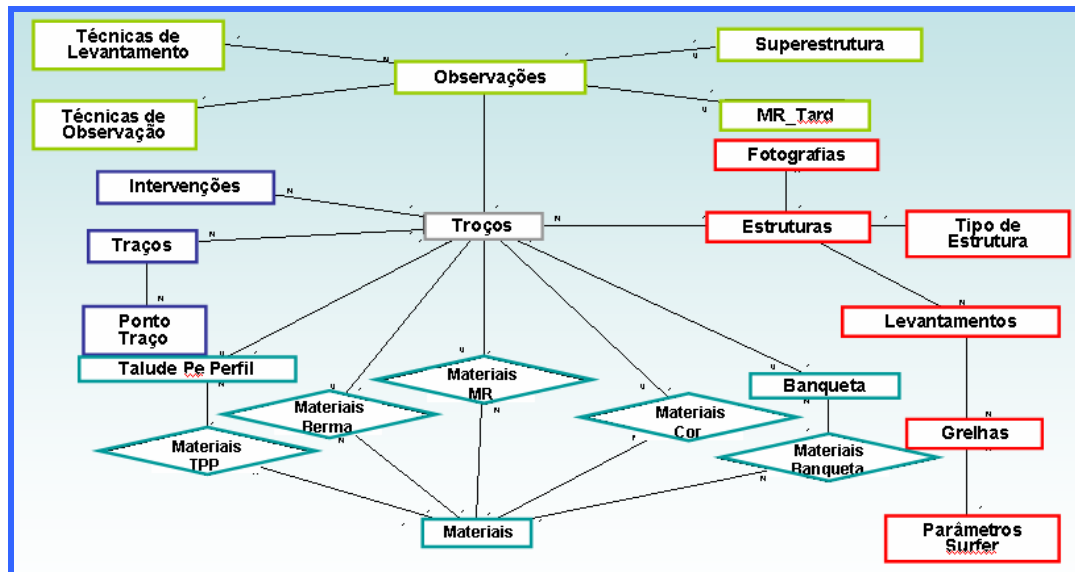 Técnicas de
Levantamento
Superestrutura
Observações
Técnicas de
Observação
MR_Tard
Fotografias
Intervenções
Troços
Estruturas
Tipo de
Estrutura
Traços
Ponto
Traço
Levantamentos
Talude Pe Perfil
Materiais
MR
Banqueta
Materiais
Berma
Materiais
Cor
Grelhas
Materiais
TPP
Materiais
Banqueta
Materiais
Parâmetros
Surfer